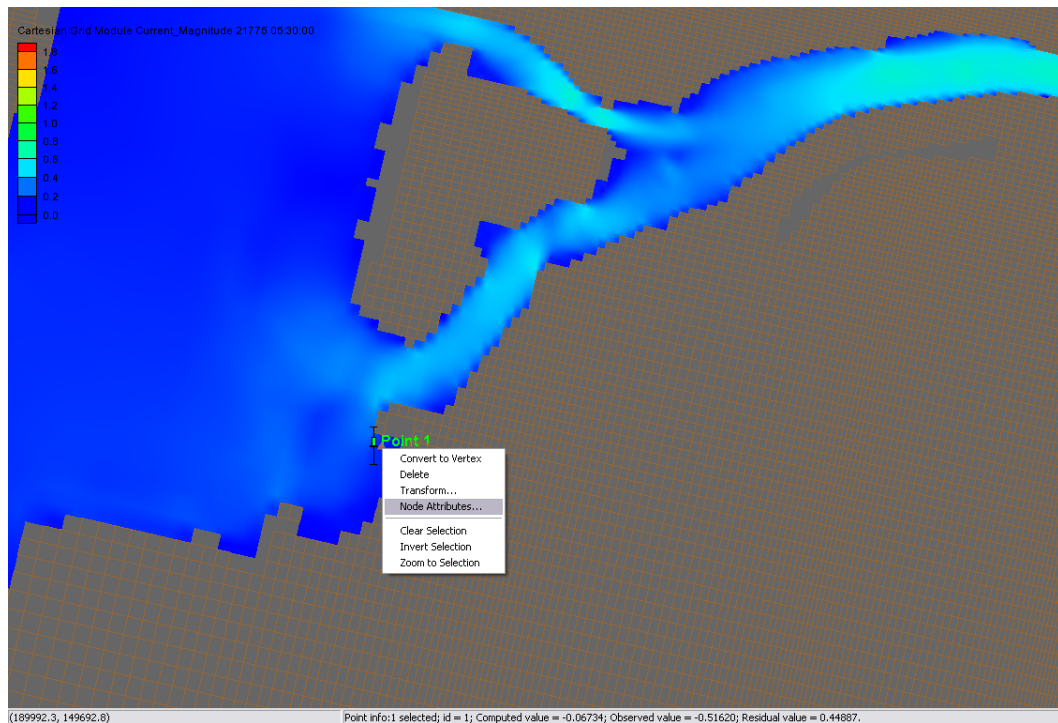 Cartesian Grid Module Current_Magnitude 21775 05:30:00
1.8
1.6
1.4
1.2
1.0
0.8
0.6
0.4
0.2
0.0
Point 1
Convert to Vertex
Delete
Transform...
Node Attributes...
Clear Selection
Invert Selection
Zoom to Selection
(189992.3, 149692.8)
Point info:1 selected; id = 1; Computed value = -0.06734; Observed value = -0.51620; Residual value = 0.44887.